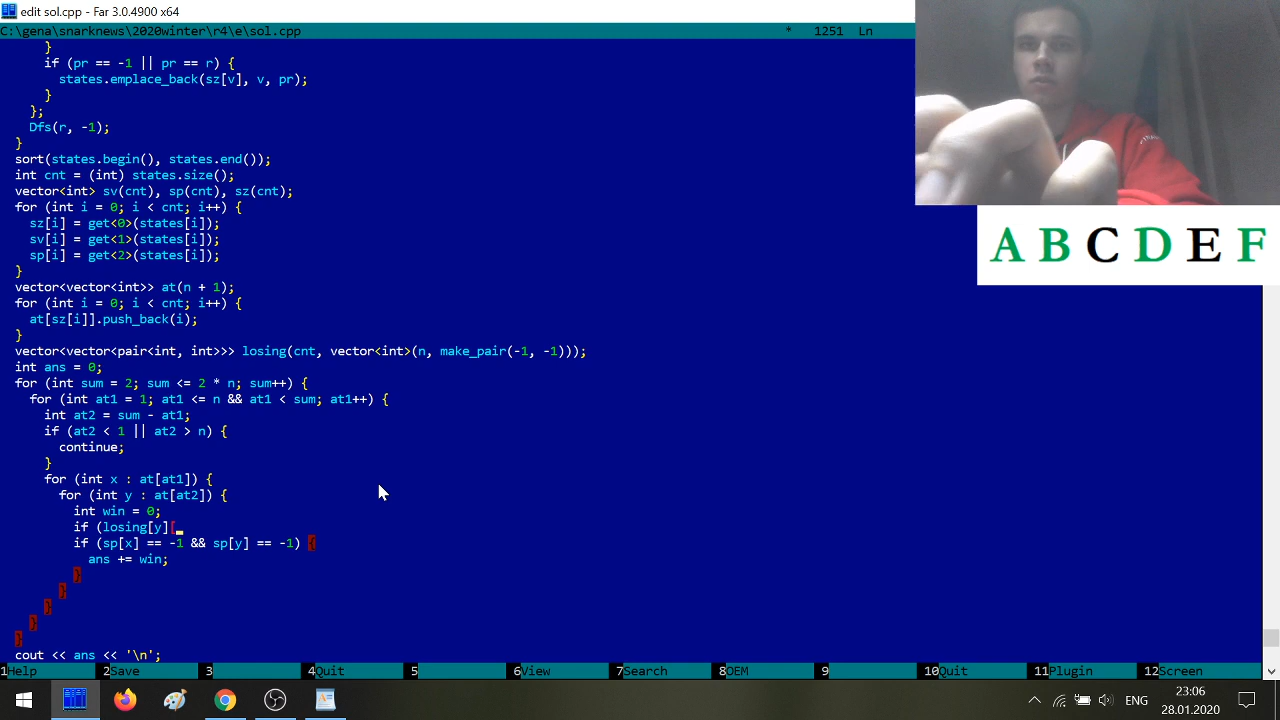 edit sol.cpp - Far 3.0.4900 x64
C:\gena\snarknews\2020winter\r4\e\sol.cpp * 1251 Ln
}
if (pr == -1 || pr == r) {
states.emplace_back(sz[v], v, pr);
}
};
Dfs(r, -1);
}
sort(states.begin(), states.end());
int cnt = (int) states.size();
vector<int> sv(cnt), sp(cnt), sz(cnt);
for (int i = 0; i < cnt; i++) {
sz[i] = get<0>(states[i]);
sv[i] = get<1>(states[i]);
sp[i] = get<2>(states[i]);
}
vector<vector<int>> at(n + 1);
for (int i = 0; i < cnt; i++) {
at[sz[i]].push_back(i);
}
vector<vector<pair<int, int>>> losing(cnt, vector<int>(n, make_pair(-1, -1)));
int ans = 0;
for (int sum = 2; sum <= 2 * n; sum++) {
for (int at1 = 1; at1 <= n && at1 < sum; at1++) {
int at2 = sum - at1;
if (at2 < 1 || at2 > n) {
continue;
}
for (int x : at[at1]) {
for (int y : at[at2]) {
int win = 0;
if (losing[y][
if (sp[x] == -1 && sp[y] == -1) {
ans += win;
}
}
}
}
}
cout << ans << '\n';
A B C D E F
1Help 2Save 3 4Quit 5 6View 7Search 8OEM 9 10Quit 11Plugin 12Screen
ENG
23:06
28.01.2020